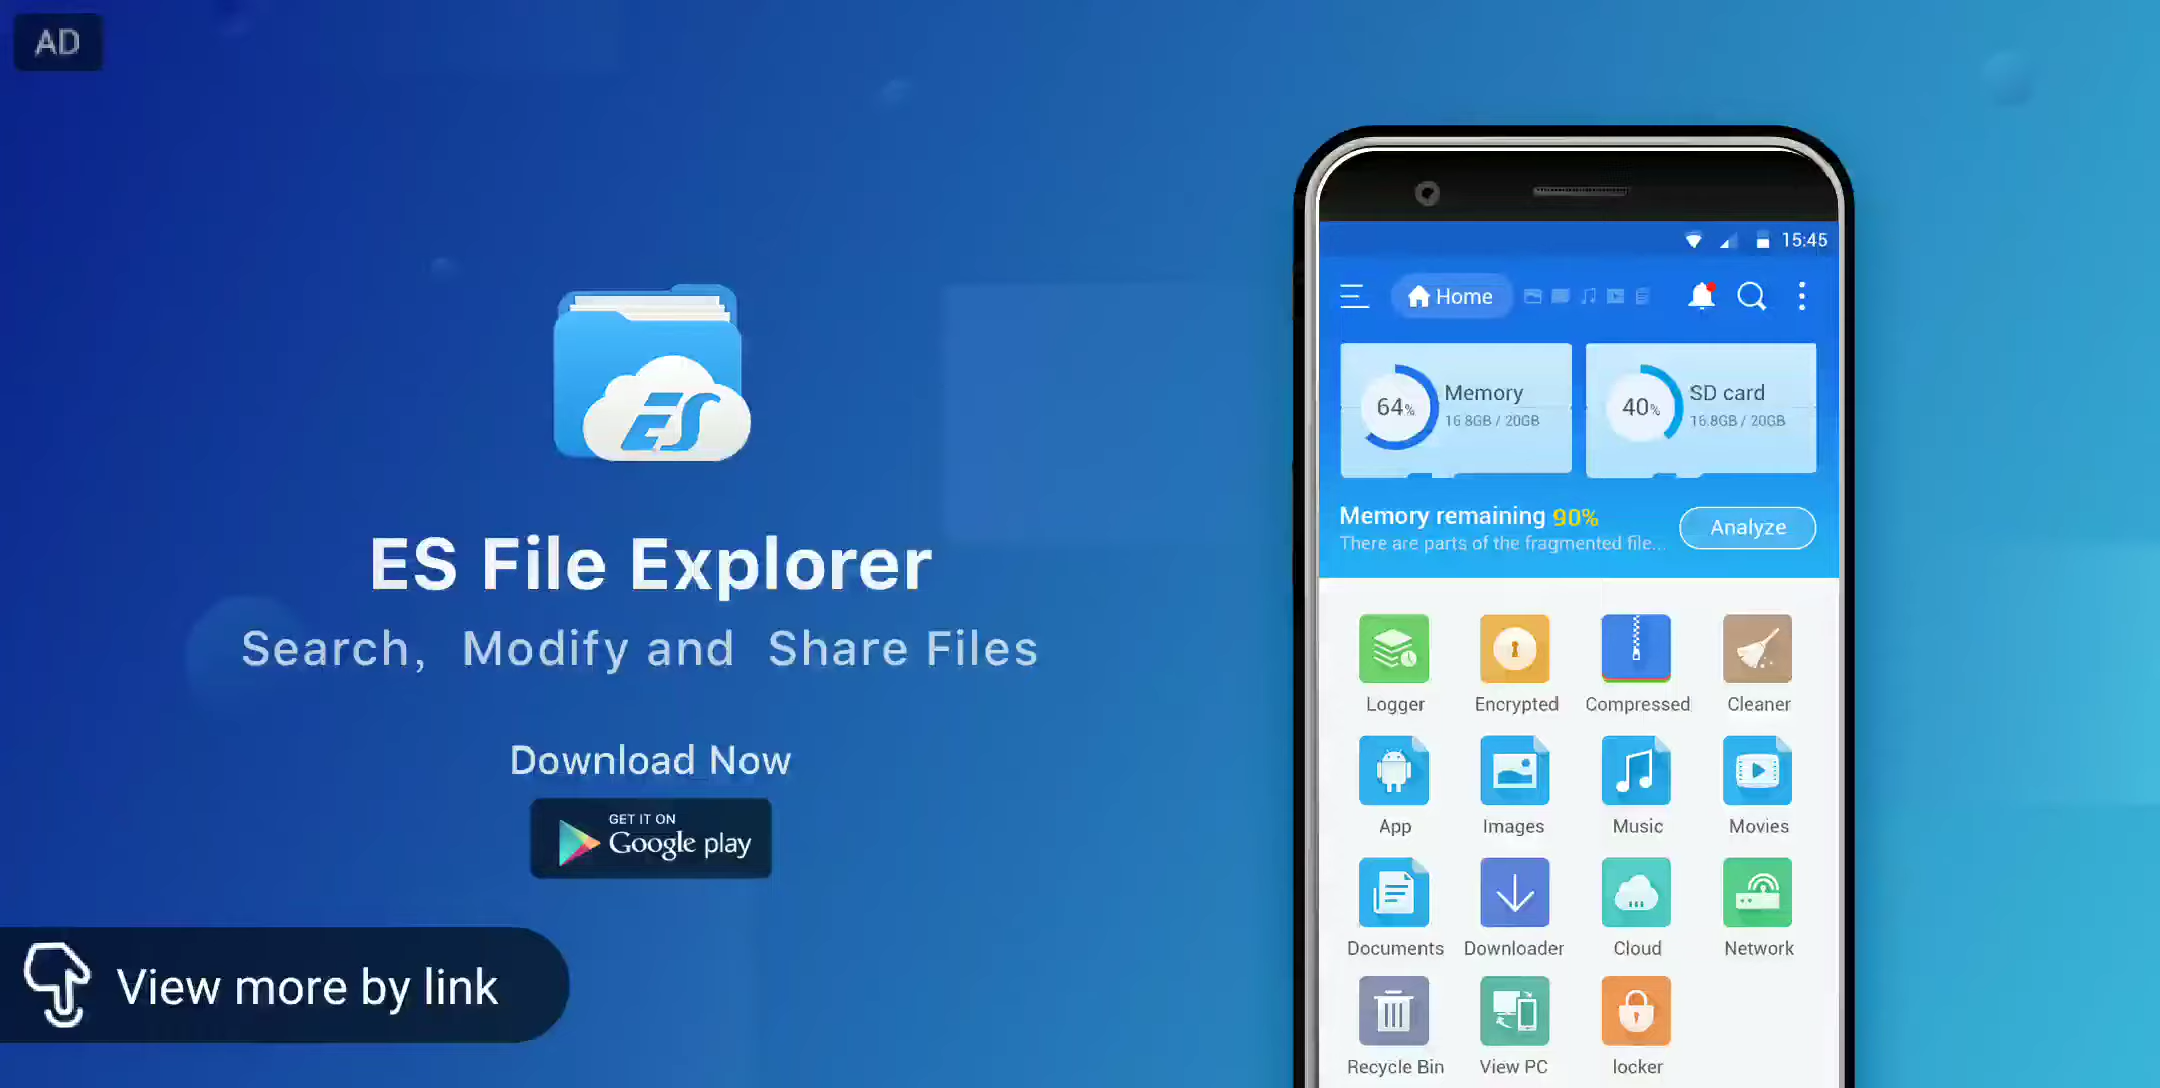 AD
ES
ES File Explorer
Search, Modify and Share Files
Download Now
GET IT ON
Google play
View more by link
15:45
Home
64%
Memory
16.8GB / 20GB
40%
SD card
16.8GB / 20GB
Memory remaining 90%
There are parts of the fragmented file...
Analyze
Logger Encrypted Compressed Cleaner
App Images Music Movies
Documents Downloader Cloud Network
Recycle Bin View PC locker